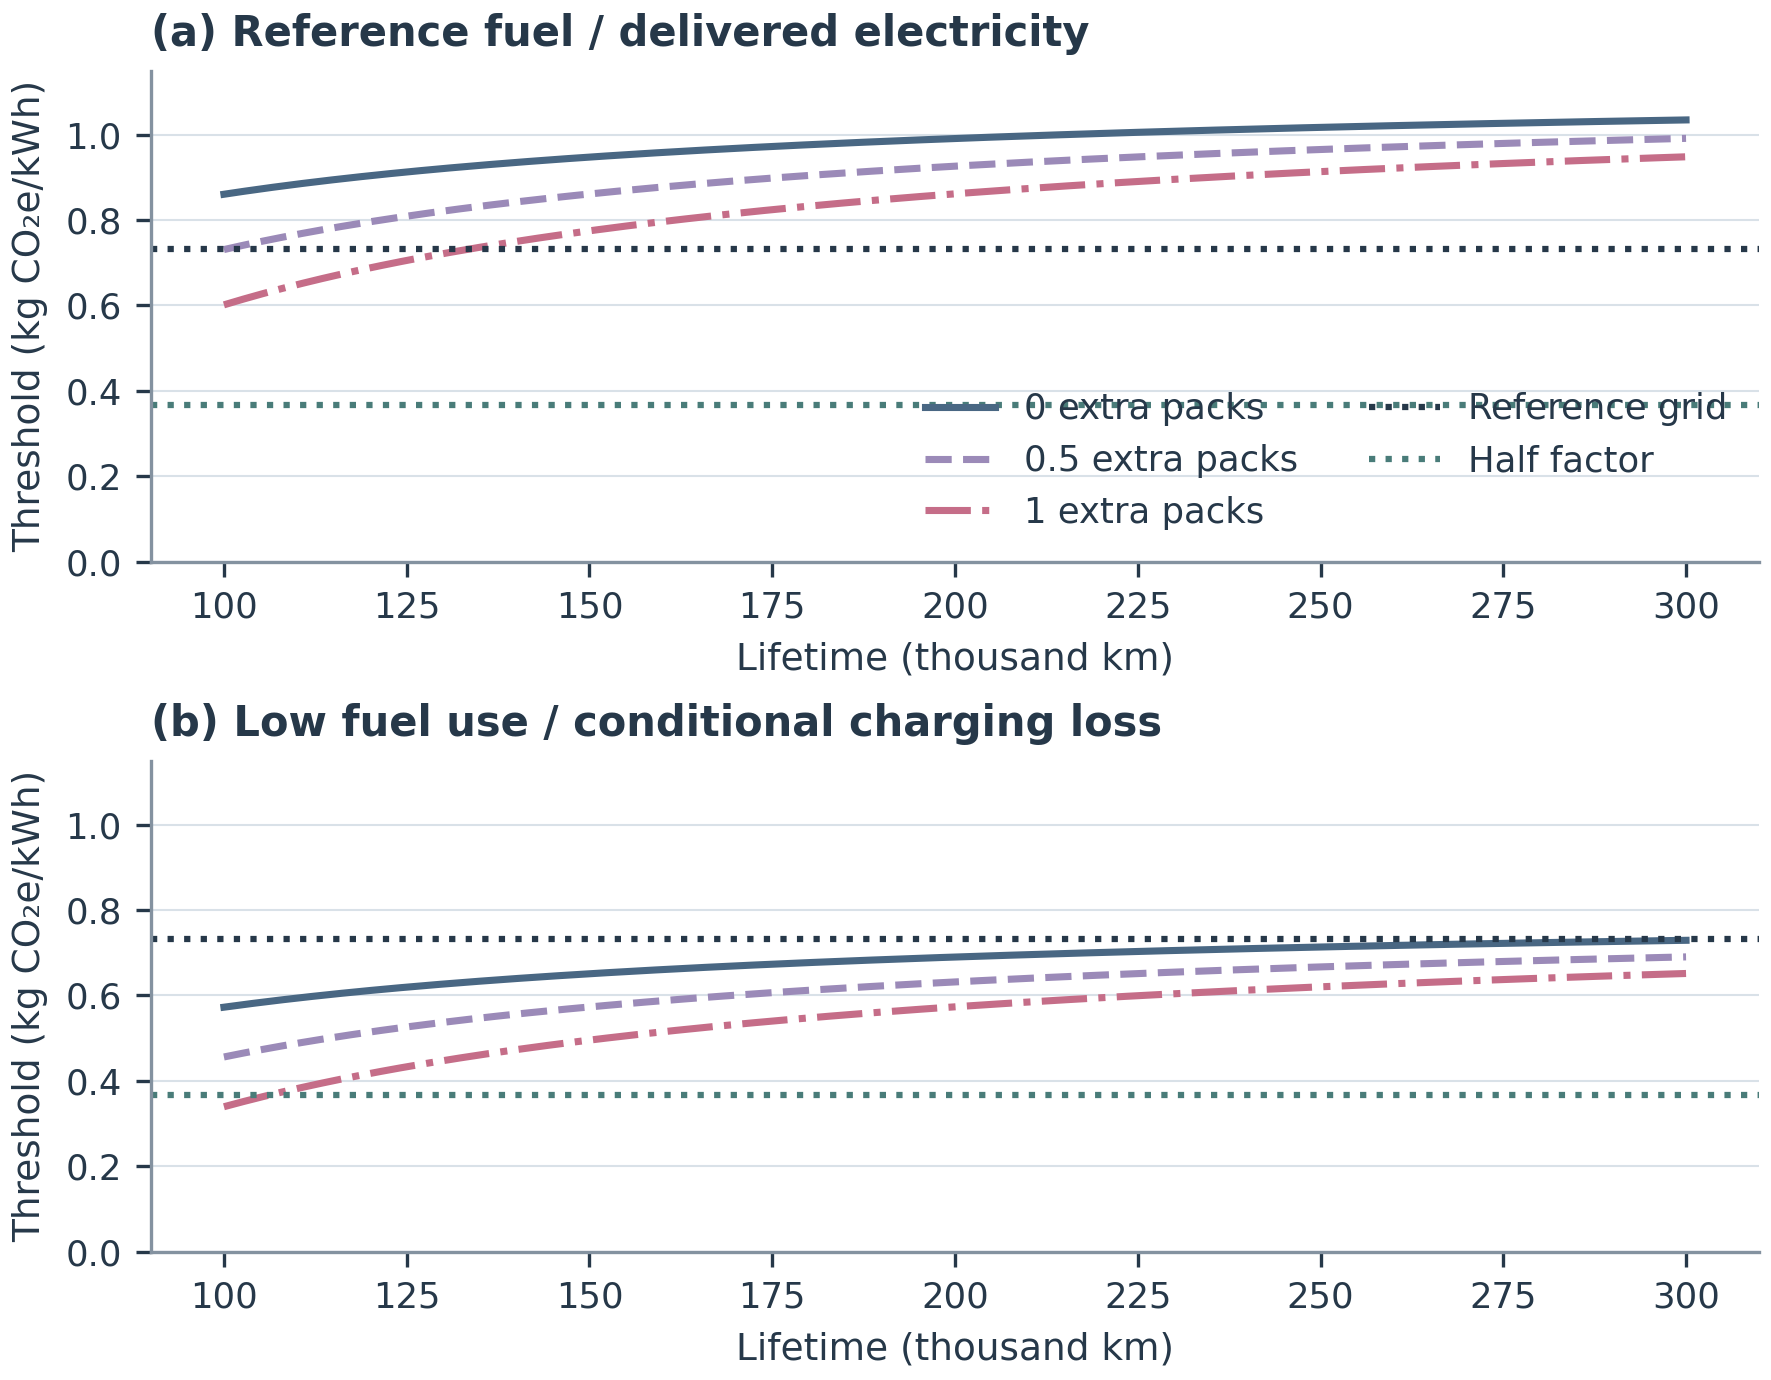 (a) Reference fuel / delivered electricity
Threshold (kg CO₂e/kWh)
1.0
0.8
0.6
0.4
0.2
0.0
0 extra packs
0.5 extra packs
1 extra packs
Reference grid
Half factor
100 125 150 175 200 225 250 275 300
Lifetime (thousand km)
(b) Low fuel use / conditional charging loss
Threshold (kg CO₂e/kWh)
1.0
0.8
0.6
0.4
0.2
0.0
100 125 150 175 200 225 250 275 300
Lifetime (thousand km)